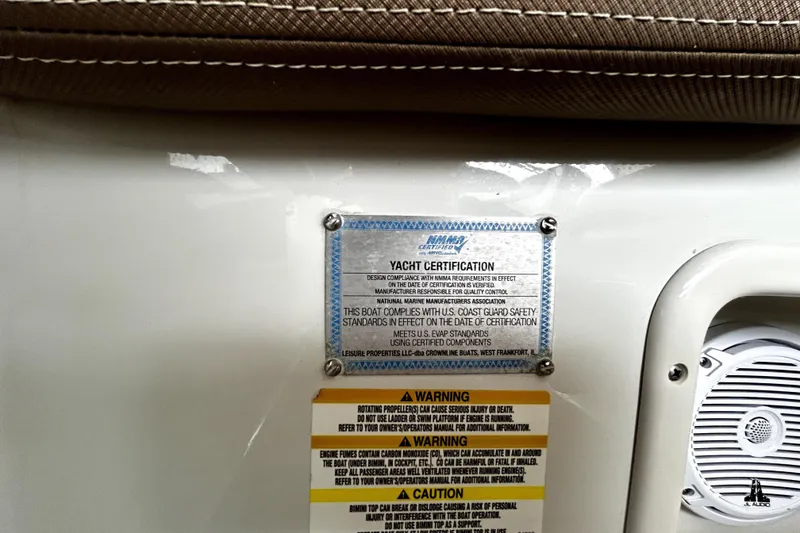 NMMA
CERTIFIED
YACHT CERTIFICATION
DESIGN COMPLIANCE WITH NMMA REQUIREMENTS IN EFFECT
ON THE DATE OF CERTIFICATION IS VERIFIED.
MANUFACTURER RESPONSIBLE FOR QUALITY CONTROL
NATIONAL MARINE MANUFACTURERS ASSOCIATION
THIS BOAT COMPLIES WITH U.S. COAST GUARD SAFETY
STANDARDS IN EFFECT ON THE DATE OF CERTIFICATION
MEETS U.S. EVAP STANDARDS
USING CERTIFIED COMPONENTS
LEISURE PROPERTIES LLC-dba CROWNLINE BOATS, WEST FRANKFORT, IL
WARNING
ROTATING PROPELLER(S) CAN CAUSE SERIOUS INJURY OR DEATH.
DO NOT USE LADDER OR SWIM PLATFORM IF ENGINE IS RUNNING.
REFER TO YOUR OWNER'S/OPERATORS MANUAL FOR ADDITIONAL INFORMATION.
WARNING
ENGINE FUMES CONTAIN CARBON MONOXIDE (CO), WHICH CAN ACCUMULATE IN AND AROUND
THE BOAT (UNDER BIMINI, IN COCKPIT, ETC.). CO CAN BE HARMFUL OR FATAL IF INHALED.
KEEP ALL PASSENGER AREAS WELL VENTILATED WHENEVER RUNNING ENGINE(S).
REFER TO YOUR OWNER'S/OPERATORS MANUAL FOR ADDITIONAL INFORMATION.
CAUTION
BIMINI TOP CAN BREAK OR DISLODGE CAUSING A RISK OF PERSONAL
INJURY OR INTERFERENCE WITH THE BOAT OPERATION.
DO NOT USE BIMINI TOP AS A SUPPORT.
JL AUDIO